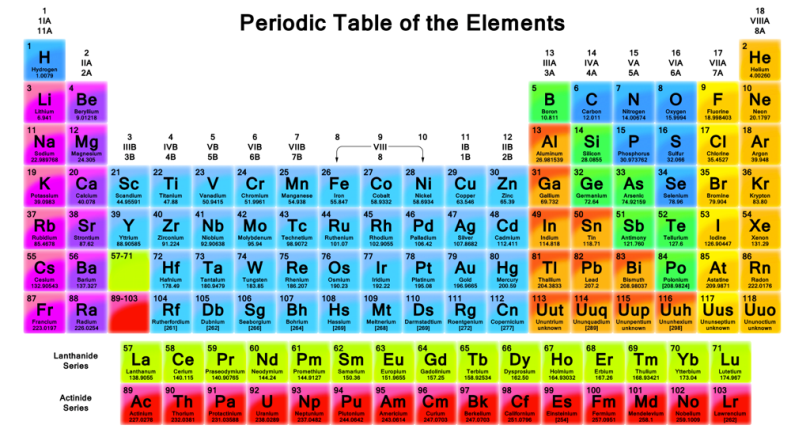 Periodic Table of the Elements
1 18
IA VIIIA
11A 8A
2 13 14 15 16 17
IIA IIIA IVA VA VIA VIIA
2A 3A 4A 5A 6A 7A
1 2
H He
Hydrogen Helium
1.0079 4.00260
3 4 5 6 7 8 9 10
Li Be B C N O F Ne
Lithium Beryllium Boron Carbon Nitrogen Oxygen Fluorine Neon
6.941 9.01218 10.811 12.011 14.00674 15.9994 18.998403 20.1797
3 4 5 6 7 8 9 10 11 12
IIIB IVB VB VIB VIIB VIII IB IIB
3B 4B 5B 6B 7B 8 1B 2B
11 12 13 14 15 16 17 18
Na Mg Al Si P S Cl Ar
Sodium Magnesium Aluminum Silicon Phosphorus Sulfur Chlorine Argon
22.989768 24.305 26.981539 28.0855 30.973762 32.066 35.4527 39.948
19 20 21 22 23 24 25 26 27 28 29 30 31 32 33 34 35 36
K Ca Sc Ti V Cr Mn Fe Co Ni Cu Zn Ga Ge As Se Br Kr
Potassium Calcium Scandium Titanium Vanadium Chromium Manganese Iron Cobalt Nickel Copper Zinc Gallium Germanium Arsenic Selenium Bromine Krypton
39.0983 40.078 44.95591 47.88 50.9415 51.9961 54.938 55.847 58.9332 58.6934 63.546 65.39 69.732 72.64 74.92159 78.96 79.904 83.80
37 38 39 40 41 42 43 44 45 46 47 48 49 50 51 52 53 54
Rb Sr Y Zr Nb Mo Tc Ru Rh Pd Ag Cd In Sn Sb Te I Xe
Rubidium Strontium Yttrium Zirconium Niobium Molybdenum Technetium Ruthenium Rhodium Palladium Silver Cadmium Indium Tin Antimony Tellurium Iodine Xenon
85.4678 87.62 88.90585 91.224 92.90638 95.94 98.9072 101.07 102.9055 106.42 107.8682 112.411 114.818 118.71 121.760 127.6 126.90447 131.29
55 56 57-71 72 73 74 75 76 77 78 79 80 81 82 83 84 85 86
Cs Ba Hf Ta W Re Os Ir Pt Au Hg Tl Pb Bi Po At Rn
Cesium Barium Hafnium Tantalum Tungsten Rhenium Osmium Iridium Platinum Gold Mercury Thallium Lead Bismuth Polonium Astatine Radon
132.90543 137.327 178.49 180.9479 183.85 186.207 190.23 192.22 195.08 196.9665 200.59 204.3833 207.2 208.98037 [208.9824] 209.9871 222.0176
87 88 89-103 104 105 106 107 108 109 110 111 112 113 114 115 116 117 118
Fr Ra Rf Db Sg Bh Hs Mt Ds Rg Cn Uut Uuq Uup Uuh Uus Uuo
Francium Radium Rutherfordium Dubnium Seaborgium Bohrium Hassium Meitnerium Darmstadtium Roentgenium Copernicium Ununtrium Ununquadium Ununpentium Ununhexium Ununseptium Ununoctium
223.0197 226.0254 [261] [262] [266] [264] [269] [268] [269] [272] [277] unknown [289] unknown [298] unknown unknown
Lanthanide
Series
57 58 59 60 61 62 63 64 65 66 67 68 69 70 71
La Ce Pr Nd Pm Sm Eu Gd Tb Dy Ho Er Tm Yb Lu
Lanthanum Cerium Praseodymium Neodymium Promethium Samarium Europium Gadolinium Terbium Dysprosium Holmium Erbium Thulium Ytterbium Lutetium
138.9055 140.115 140.90765 144.24 144.9127 150.36 151.9655 157.25 158.92534 162.50 164.93032 167.26 168.93421 173.04 174.967
Actinide
Series
89 90 91 92 93 94 95 96 97 98 99 100 101 102 103
Ac Th Pa U Np Pu Am Cm Bk Cf Es Fm Md No Lr
Actinium Thorium Protactinium Uranium Neptunium Plutonium Americium Curium Berkelium Californium Einsteinium Fermium Mendelevium Nobelium Lawrencium
227.0278 232.0381 231.03588 238.0289 237.0482 244.0642 243.0614 247.0703 247.0703 251.0796 [254] 257.0951 258.1 259.1009 [262]